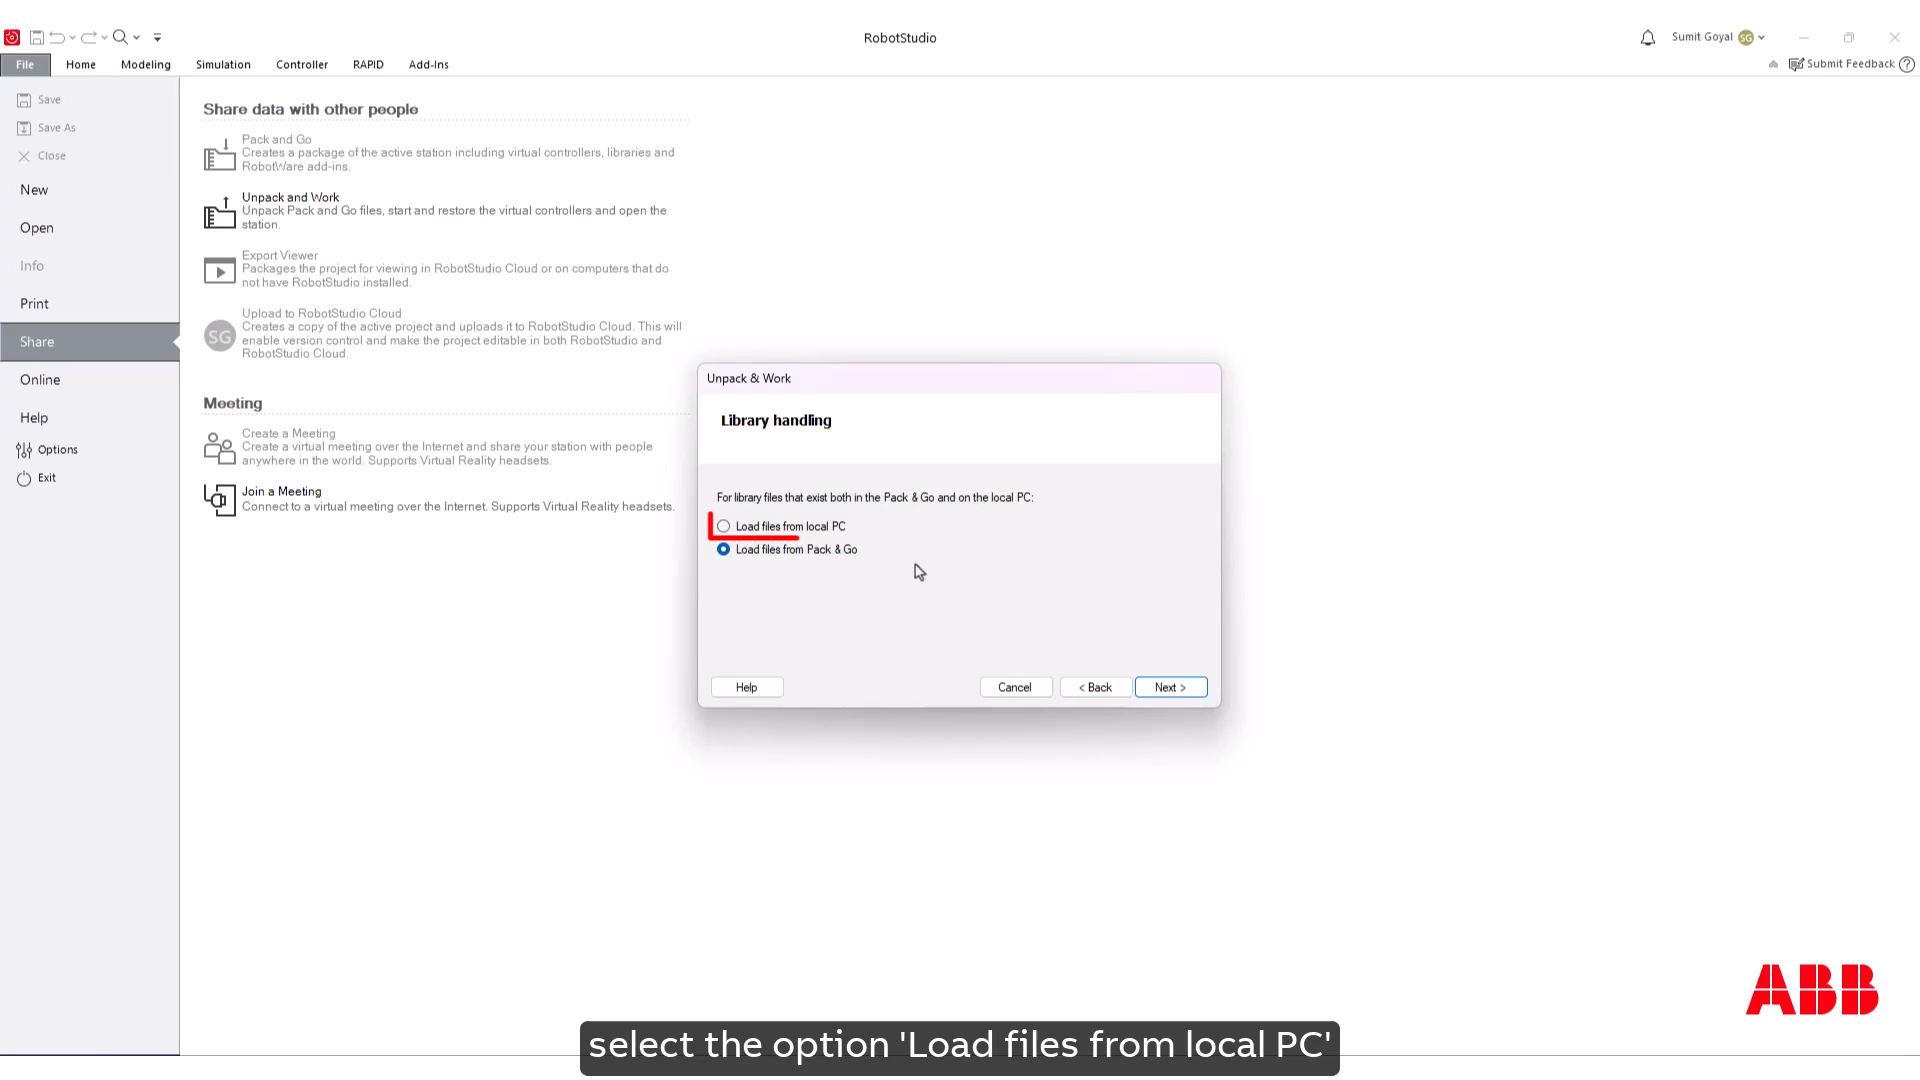 RobotStudio
Sumit Goyal SG
File Home Modeling Simulation Controller RAPID Add-Ins
Submit Feedback ?
Save
Save As
Close
New
Open
Info
Print
Share
Online
Help
Options
Exit
Share data with other people
Pack and Go
Creates a package of the active station including virtual controllers, libraries and
RobotWare add-ins.
Unpack and Work
Unpack Pack and Go files, start and restore the virtual controllers and open the
station.
Export Viewer
Packages the project for viewing in RobotStudio Cloud or on computers that do
not have RobotStudio installed.
SG
Upload to RobotStudio Cloud
Creates a copy of the active project and uploads it to RobotStudio Cloud. This will
enable version control and make the project editable in both RobotStudio and
RobotStudio Cloud.
Meeting
Create a Meeting
Create a virtual meeting over the Internet and share your station with people
anywhere in the world. Supports Virtual Reality headsets.
Join a Meeting
Connect to a virtual meeting over the Internet. Supports Virtual Reality headsets.
Unpack & Work
Library handling
For library files that exist both in the Pack & Go and on the local PC:
Load files from local PC
Load files from Pack & Go
Help Cancel < Back Next >
ABB
select the option 'Load files from local PC'